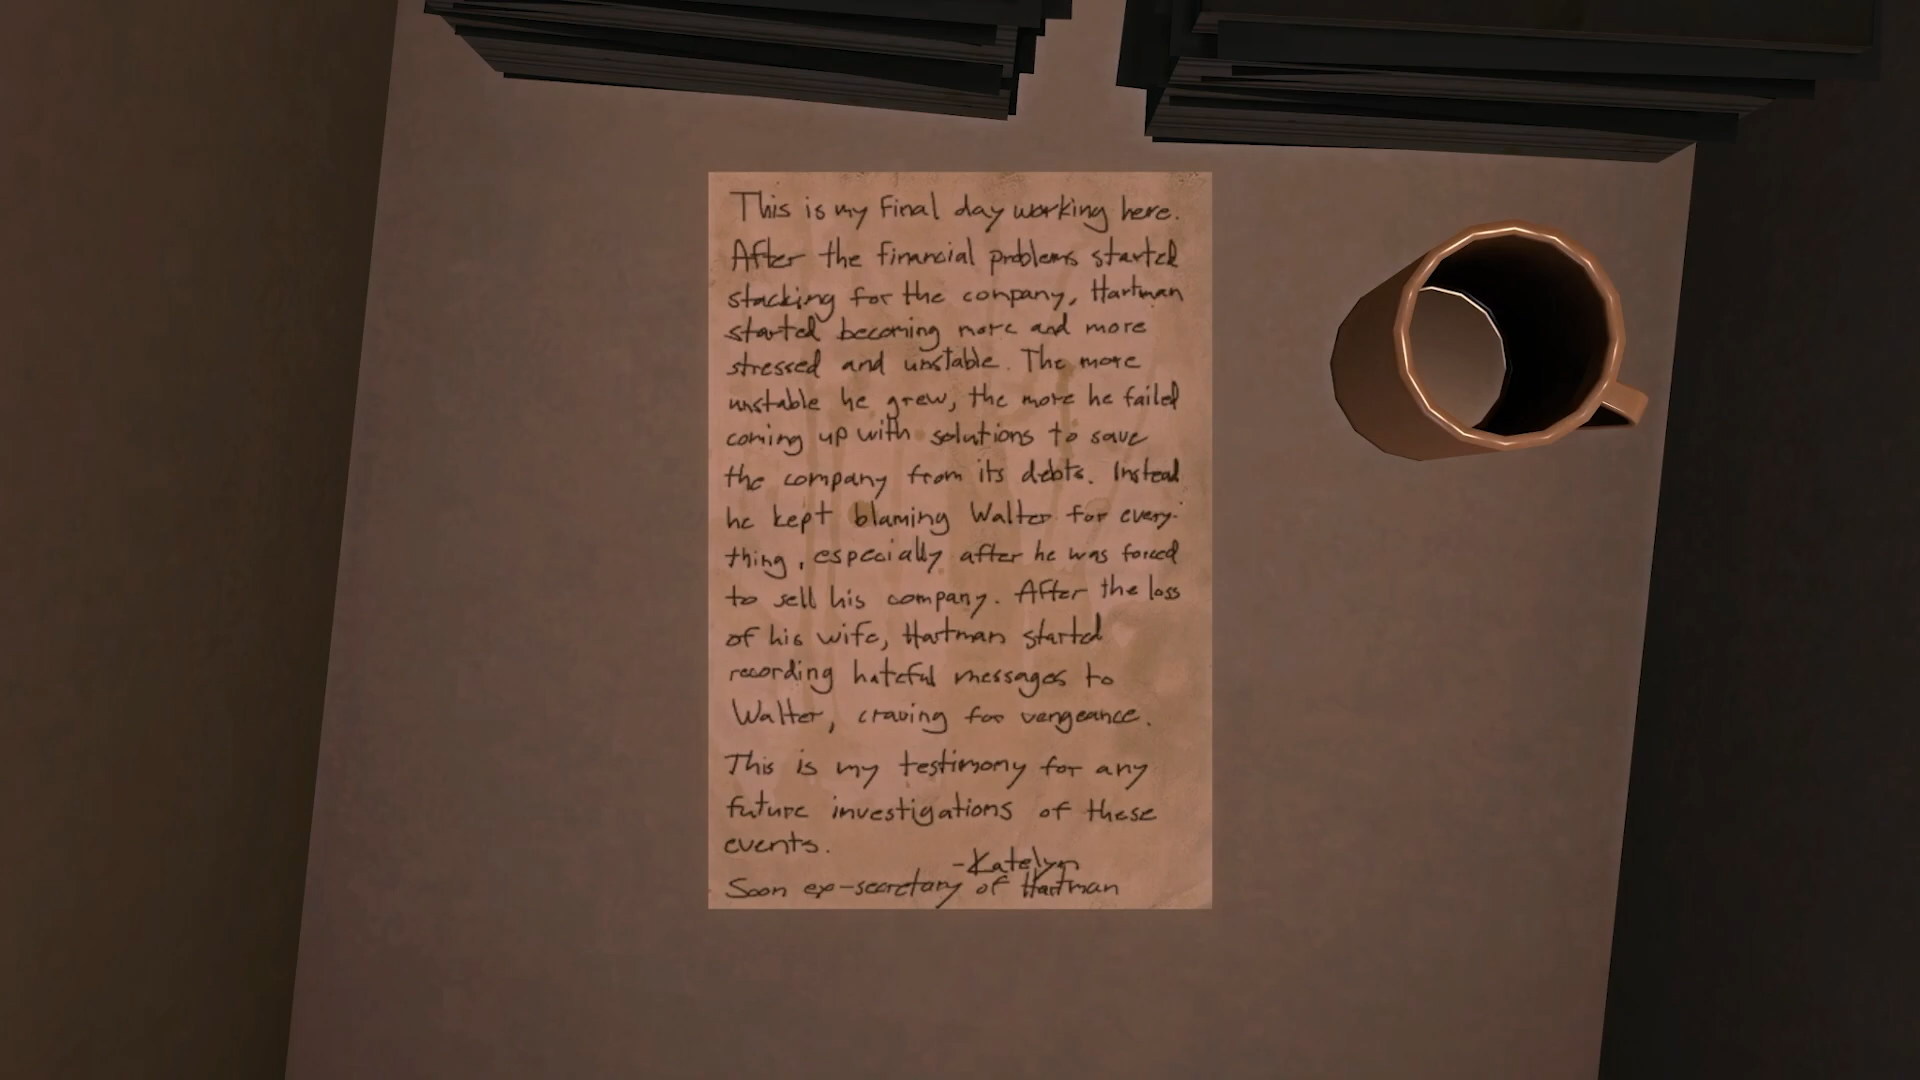 This is my final day working here.
After the financial problems started
stacking for the company, Hartman
started becoming more and more
stressed and unstable. The more
unstable he grew, the more he failed
coming up with solutions to save
the company from its debts. Instead
he kept blaming Walter for every-
thing, especially after he was forced
to sell his company. After the loss
of his wife, Hartman started
recording hateful messages to
Walter, craving for vengeance.
This is my testimony for any
future investigations of these
events.
-Katelyn
Soon ex-secretary of Hartman